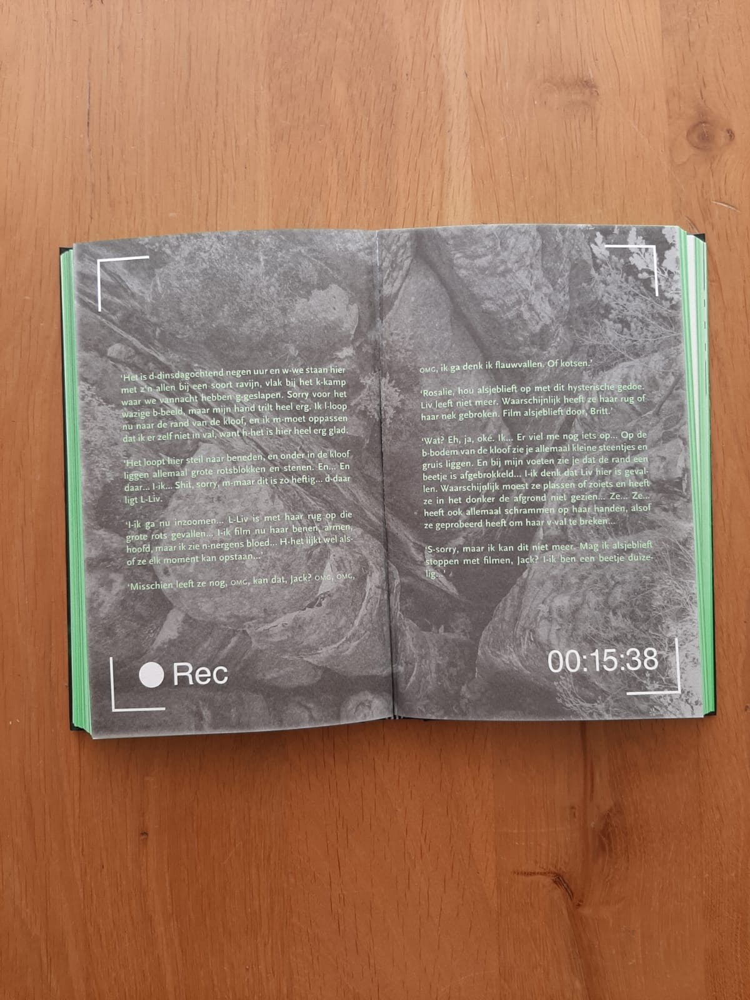 'Het is d-dinsdagochtend negen uur en w-we staan hier
met z'n allen bij een soort ravijn, vlak bij het k-kamp
waar we vannacht hebben g-geslapen. Sorry voor het
wazige b-beeld, maar mijn hand trilt heel erg. Ik l-loop
nu naar de rand van de kloof, en ik m-moet oppassen
dat ik er zelf niet in val, want h-het is hier heel erg glad.
'Het loopt hier steil naar beneden, en onder in de kloof
liggen allemaal grote rotsblokken en stenen. En... En
daar... I-ik... Shit, sorry, m-maar dit is zo heftig... d-daar
ligt L-Liv.
'I-ik ga nu inzoomen... L-Liv is met haar rug op die
grote rots gevallen... I-ik film nu haar benen, armen,
hoofd, maar ik zie n-nergens bloed... H-het lijkt wel als-
of ze elk moment kan opstaan...'
'Misschien leeft ze nog, OMG, kan dat, Jack? OMG, OMG,
Rec
OMG, ik ga denk ik flauwvallen. Of kotsen.'
'Rosalie, hou alsjeblieft op met dit hysterische gedoe.
Liv leeft niet meer. Waarschijnlijk heeft ze haar rug of
haar nek gebroken. Film alsjeblieft door, Britt.'
'Wat? Eh, ja, oké. Ik... Er viel me nog iets op... Op de
b-bodem van de kloof zie je allemaal kleine steentjes en
gruis liggen. En bij mijn voeten zie je dat de rand een
beetje is afgebrokkeld... I-ik denk dat Liv hier is geval-
len. Waarschijnlijk moest ze plassen of zoiets en heeft
ze in het donker de afgrond niet gezien... Ze... Ze...
heeft ook allemaal schrammen op haar handen, alsof
ze geprobeerd heeft om haar v-val te breken...
'S-sorry, maar ik kan dit niet meer. Mag ik alsjeblieft
stoppen met filmen, Jack? I-ik ben een beetje duize-
lig...'
00:15:38